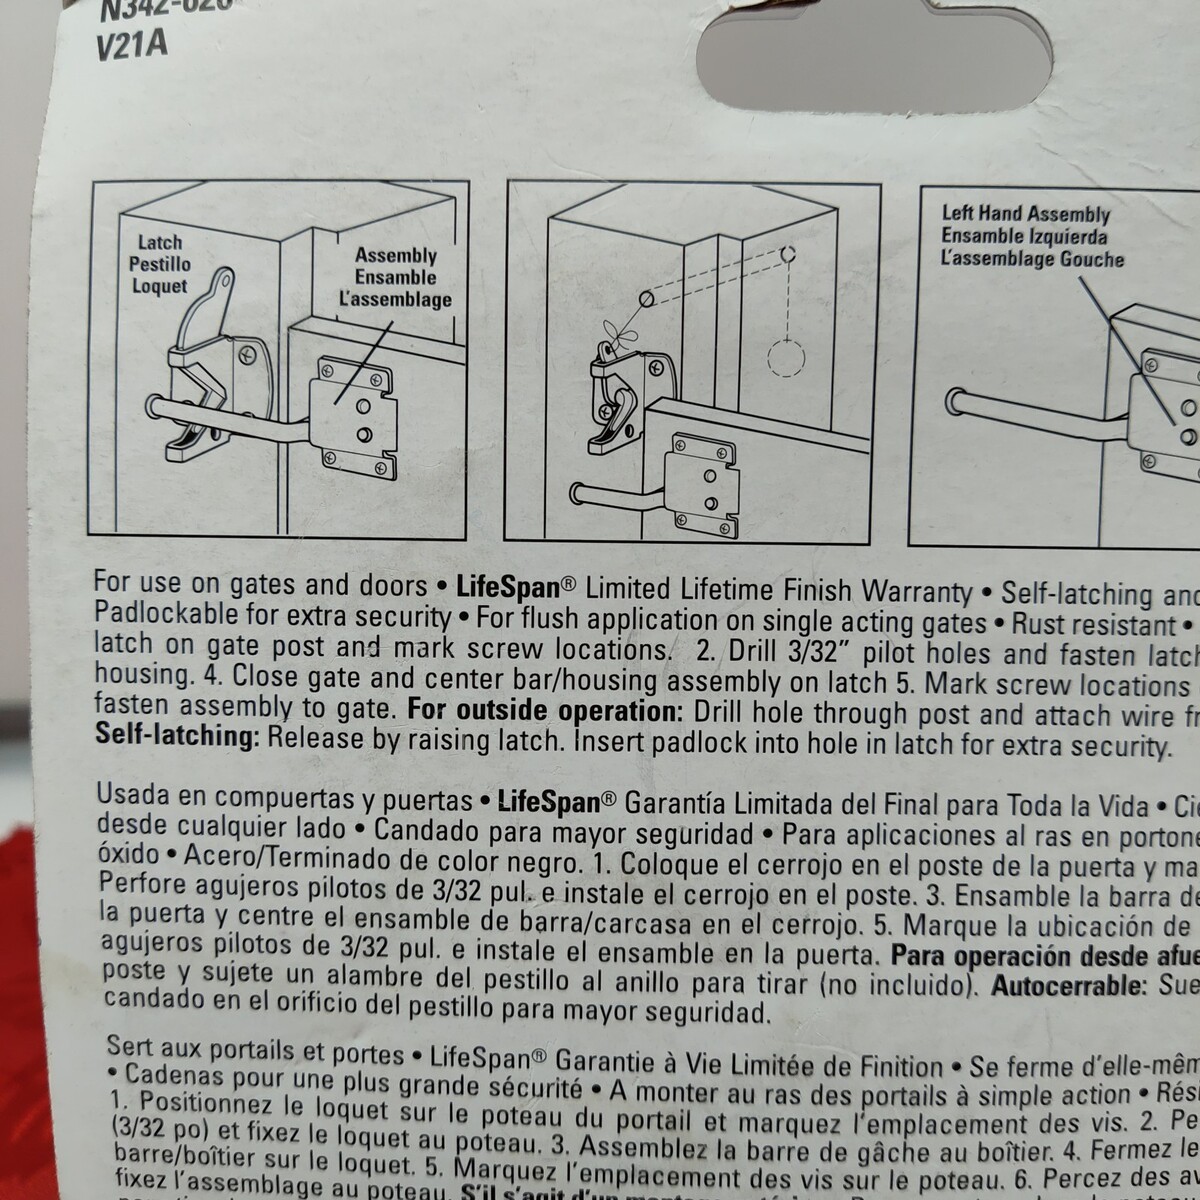 N342-020
V21A
Latch
Pestillo
Loquet
Assembly
Ensamble
L'assemblage
Left Hand Assembly
Ensamble Izquierda
L'assemblage Gouche
For use on gates and doors • LifeSpan® Limited Lifetime Finish Warranty • Self-latching and
Padlockable for extra security • For flush application on single acting gates • Rust resistant •
latch on gate post and mark screw locations. 2. Drill 3/32" pilot holes and fasten latch
housing. 4. Close gate and center bar/housing assembly on latch 5. Mark screw locations
fasten assembly to gate. For outside operation: Drill hole through post and attach wire fr
Self-latching: Release by raising latch. Insert padlock into hole in latch for extra security.
Usada en compuertas y puertas • LifeSpan® Garantía Limitada del Final para Toda la Vida • Cie
desde cualquier lado • Candado para mayor seguridad • Para aplicaciones al ras en portone
óxido • Acero/Terminado de color negro. 1. Coloque el cerrojo en el poste de la puerta y ma
Perfore agujeros pilotos de 3/32 pul. e instale el cerrojo en el poste. 3. Ensamble la barra de
la puerta y centre el ensamble de barra/carcasa en el cerrojo. 5. Marque la ubicación de
agujeros pilotos de 3/32 pul. e instale el ensamble en la puerta. Para operación desde afue
poste y sujete un alambre del pestillo al anillo para tirar (no incluido). Autocerrable: Sue
candado en el orificio del pestillo para mayor seguridad.
Sert aux portails et portes • LifeSpan® Garantie à Vie Limitée de Finition • Se ferme d'elle-mêm
• Cadenas pour une plus grande sécurité • A monter au ras des portails à simple action • Rési
1. Positionnez le loquet sur le poteau du portail et marquez l'emplacement des vis. 2. Pe
(3/32 po) et fixez le loquet au poteau. 3. Assemblez la barre de gâche au boîtier. 4. Fermez le
barre/boîtier sur le loquet. 5. Marquez l'emplacement des vis sur le poteau. 6. Percez des av
fixez l'assemblage au poteau. S'il s'agit d'un